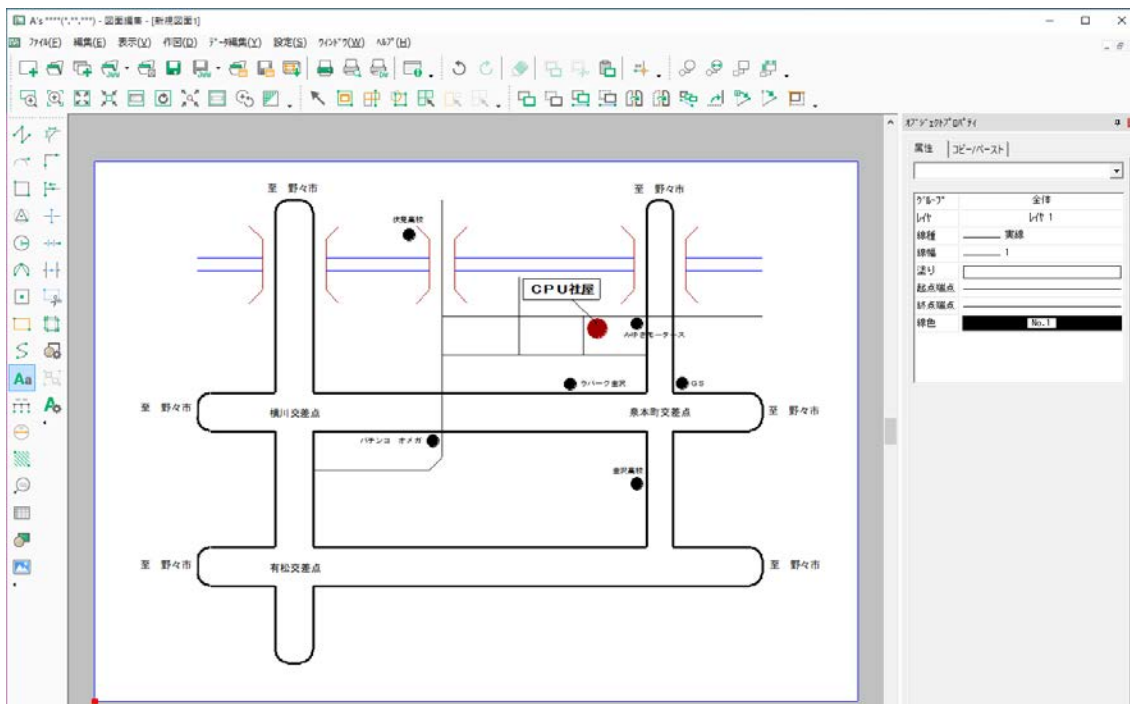 A's ****(*.**.***) - 図面編集 - [新規図面1]
ﾌｧｲﾙ(F) 編集(E) 表示(V) 作図(D) ﾃﾞｰﾀ編集(Y) 設定(S) ｳｨﾝﾄﾞｳ(W) ﾍﾙﾌﾟ(H)
ｵﾌﾞｼﾞｪｸﾄﾌﾟﾛﾊﾟﾃｨ
属性 コピー/ペースト
ｸﾞﾙｰﾌﾟ 全体
ﾚｲﾔ ﾚｲﾔ 1
線種 実線
線幅 1
塗り
起点端点
終点端点
線色 No.1
至 野々市
至 野々市
伏見高校
CPU社屋
みゆきモータース
ラパーク金沢
GS
至 野々市
横川交差点
泉本町交差点
至 野々市
パチンコ オメガ
金沢高校
至 野々市
有松交差点
至 野々市
Aa
A